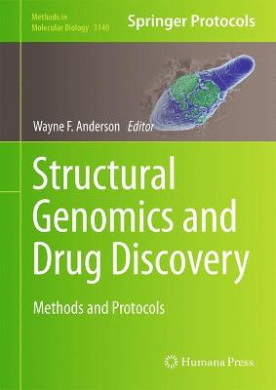 Methods in
Molecular Biology 1140
Springer Protocols
Wayne F. Anderson Editor
Structural
Genomics and
Drug Discovery
Methods and Protocols
Humana Press